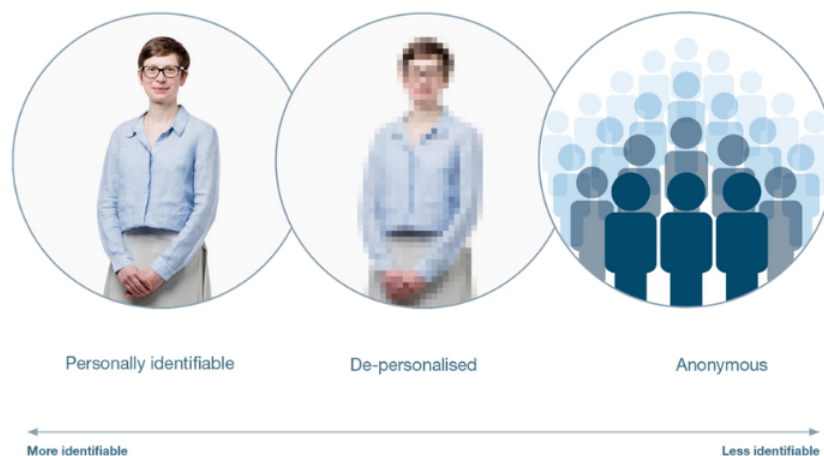 Personally identifiable
De-personalised
Anonymous
More identifiable
Less identifiable